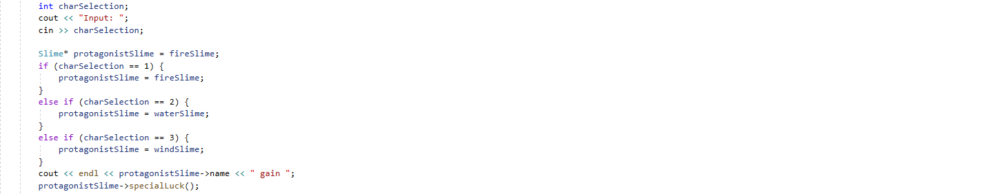 int charSelection;
cout << "Input: ";
cin >> charSelection;
Slime* protagonistSlime = fireSlime;
if (charSelection == 1) {
protagonistSlime = fireSlime;
}
else if (charSelection == 2) {
protagonistSlime = waterSlime;
}
else if (charSelection == 3) {
protagonistSlime = windSlime;
}
cout << endl << protagonistSlime->name << " gain ";
protagonistSlime->specialLuck();